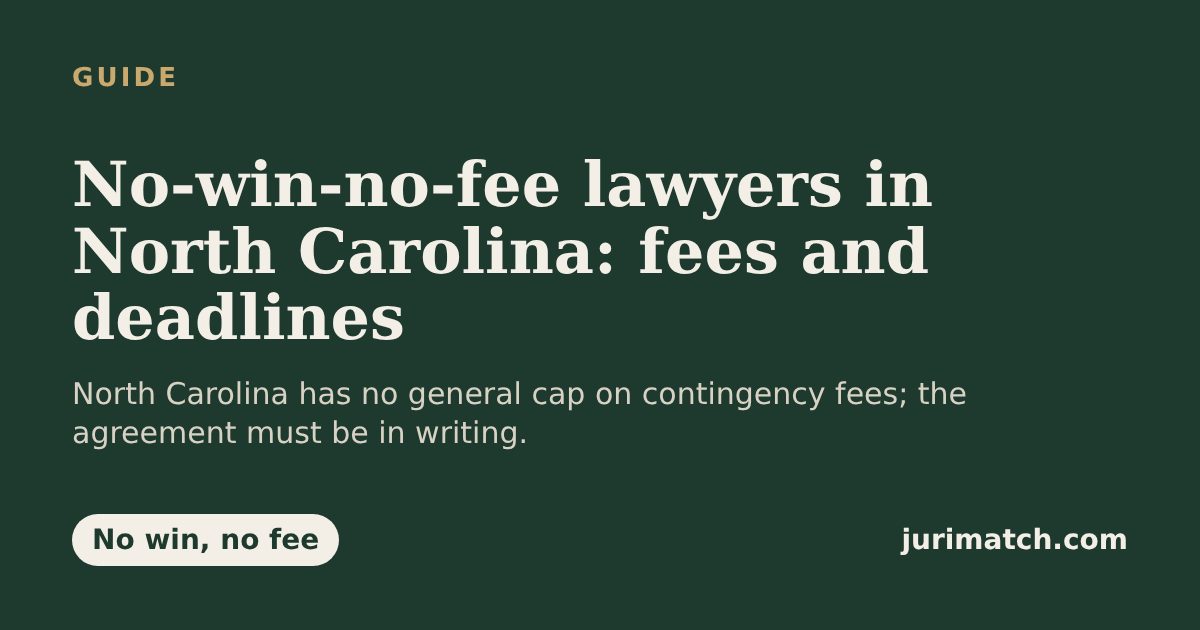 GUIDE
No-win-no-fee lawyers in
North Carolina: fees and
deadlines
North Carolina has no general cap on contingency fees; the
agreement must be in writing.
No win, no fee
jurimatch.com